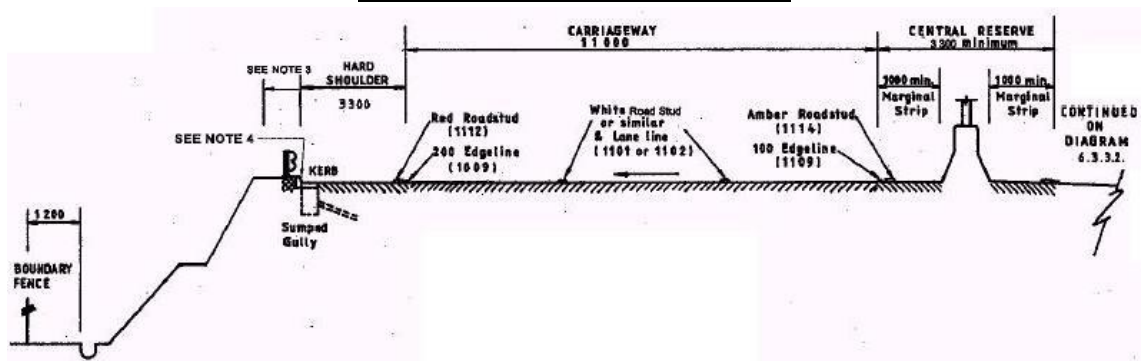 CARRIAGEWAY
11000
CENTRAL RESERVE
3300 minimum
SEE NOTE 3
HARD
SHOULDER
3300
1000 min.
Marginal
Strip
1000 min.
Marginal
Strip
CONTINUED
ON
DIAGRAM
6.3.3.2.
Red Roadstud
(1112)
200 Edgeline
(1009)
White Road Stud
or similar
& Lane line
(1101 or 1102)
Amber Roadstud
(1114)
100 Edgeline
(1109)
SEE NOTE 4
KERB
Sumped
Gully
1200
BOUNDARY
FENCE